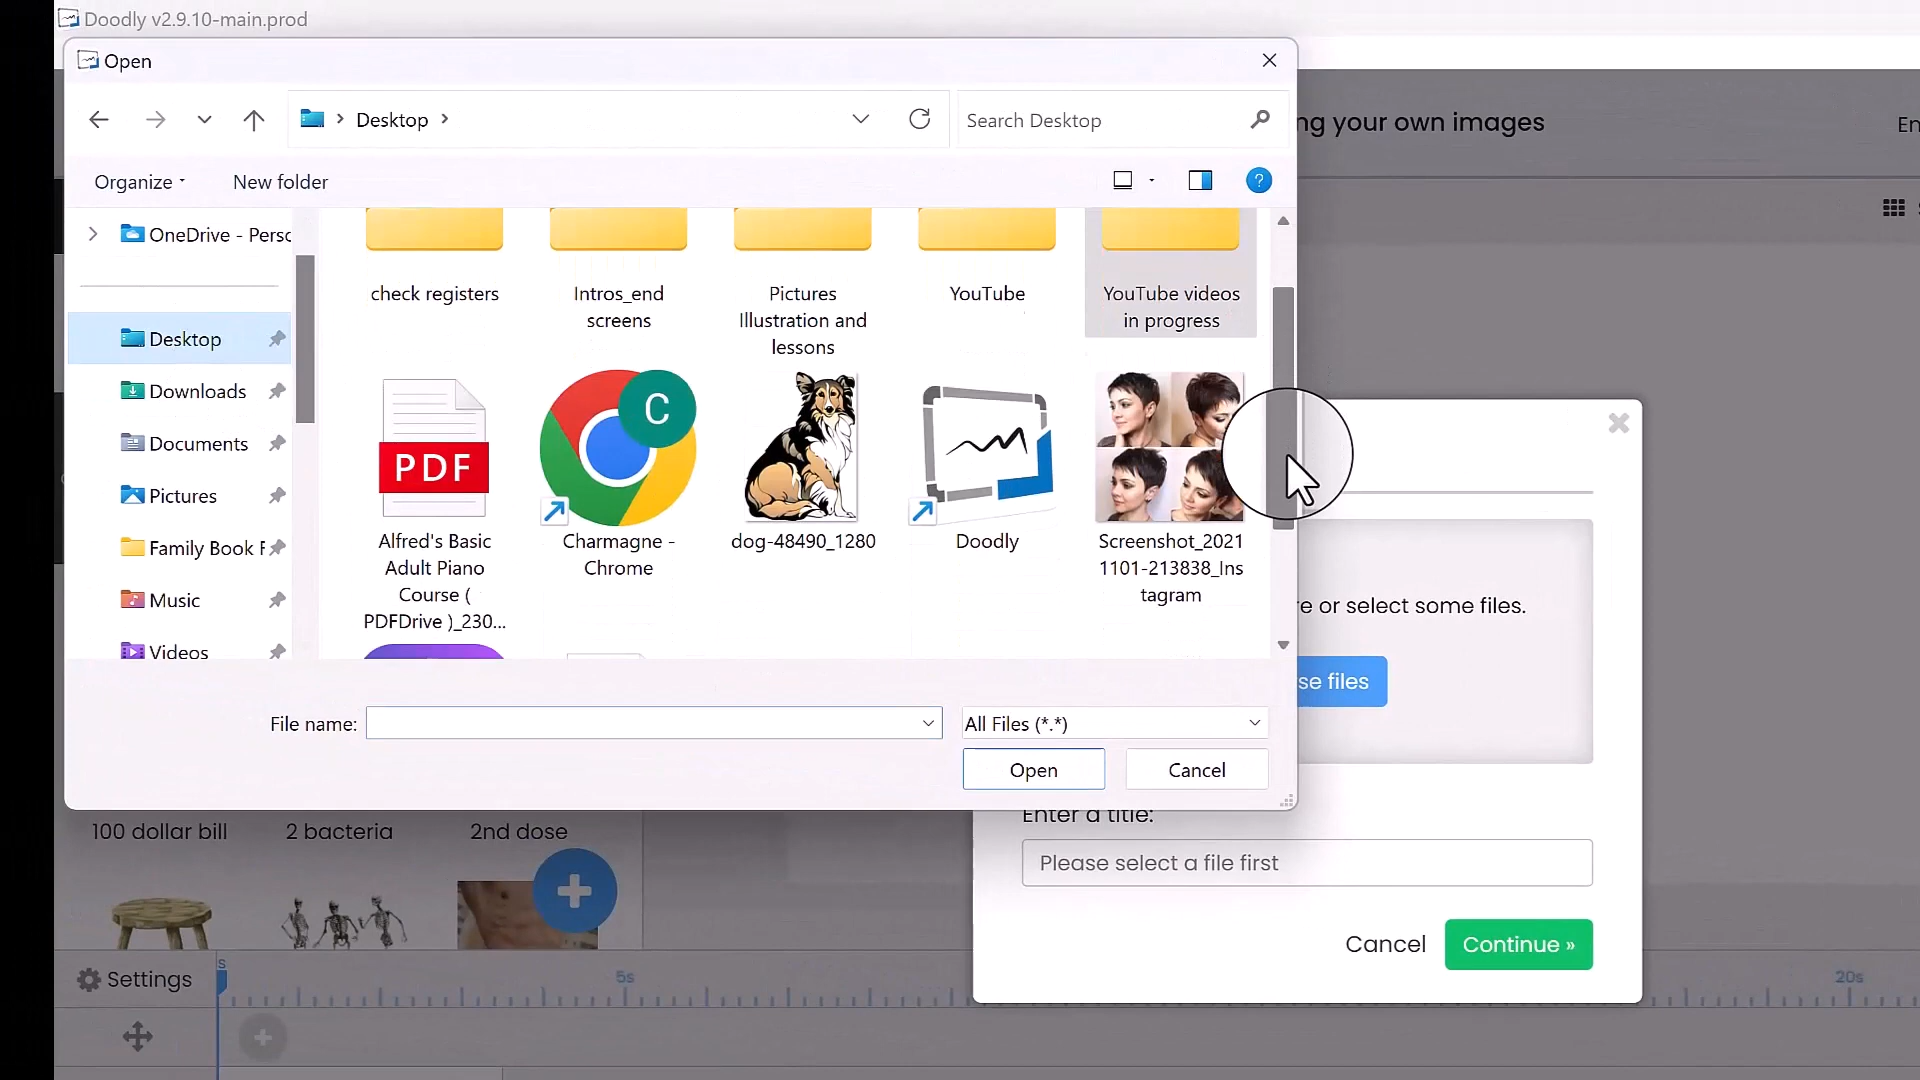 Doodly v2.9.10-main.prod
Open
Desktop
Search Desktop
ng your own images
En
Organize
New folder
?
OneDrive - Persc
Desktop
Downloads
Documents
Pictures
Family Book F
Music
Videos
check registers
Intros_end
screens
Pictures
Illustration and
lessons
YouTube
YouTube videos
in progress
PDF
Alfred's Basic
Adult Piano
Course (
PDFDrive )_230...
C
Charmagne -
Chrome
dog-48490_1280
Doodly
Screenshot_2021
1101-213838_Ins
tagram
re or select some files.
se files
File name:
All Files (*.*)
Open
Cancel
Enter a title:
Please select a file first
Cancel
Continue »
100 dollar bill
2 bacteria
2nd dose
Settings
s
5s
20s